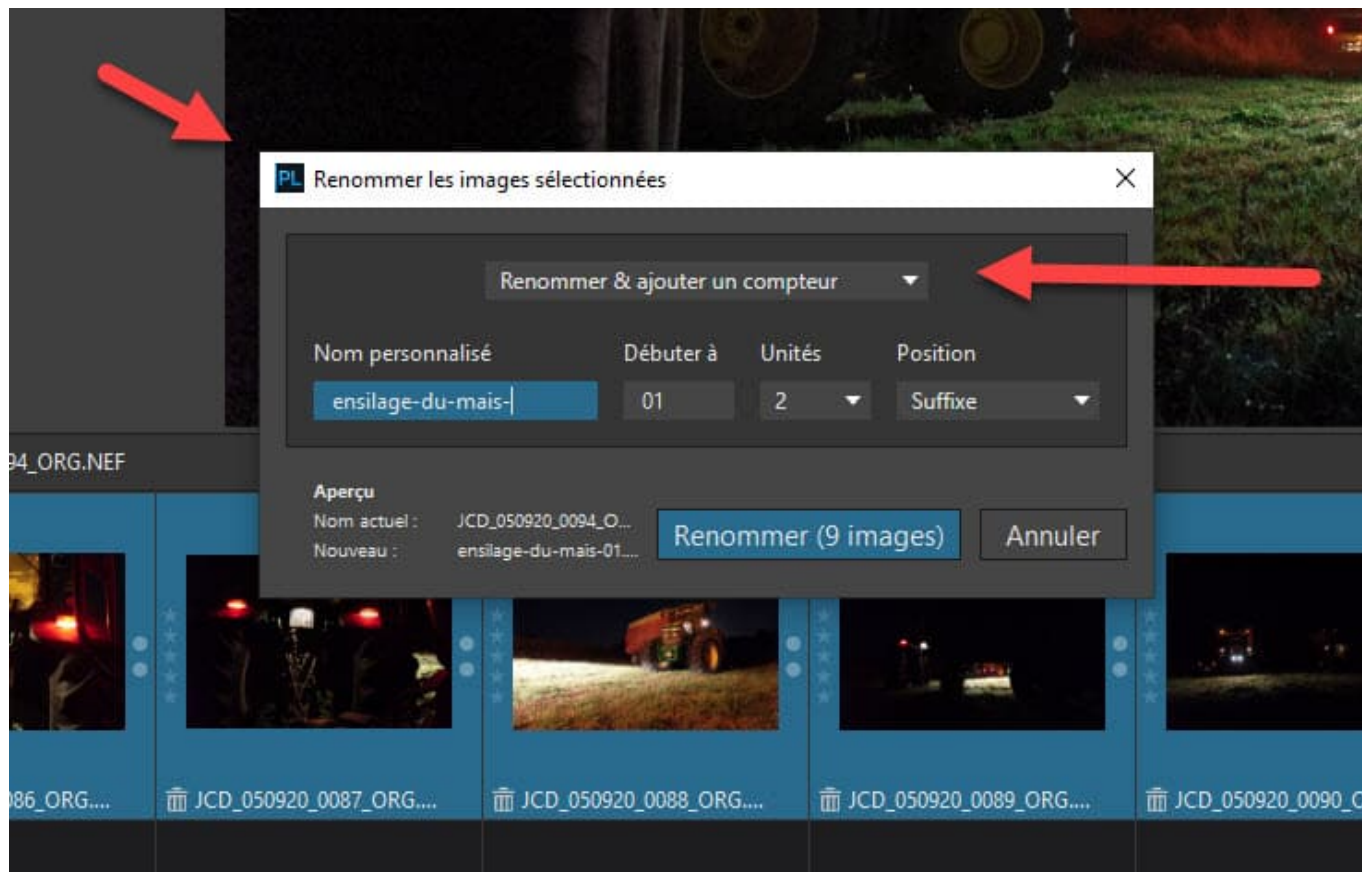 PL Renommer les images sélectionnées
Renommer & ajouter un compteur
Nom personnalisé Débuter à Unités Position
ensilage-du-mais- 01 2 Suffixe
94_ORG.NEF
Aperçu
Nom actuel : JCD_050920_0094_O...
Nouveau : ensilage-du-mais-01....
Renommer (9 images) Annuler
086_ORG.... JCD_050920_0087_ORG.... JCD_050920_0088_ORG.... JCD_050920_0089_ORG.... JCD_050920_0090_O